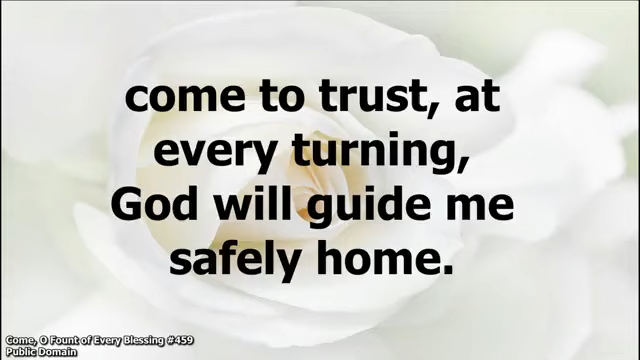 come to trust, at
every turning,
God will guide me
safely home.
Come, O Fount of Every Blessing #459
Public Domain